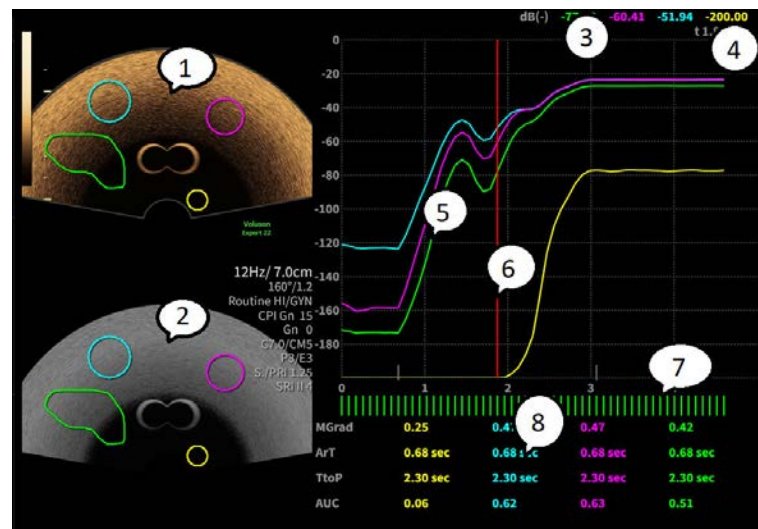 dB(-) -60.41 -51.94 -200.00
1
3
4
0
-20
-40
-60
-80
-100
-120
-140
-160
-180
5
6
0 1 2 3
7
Voluson
Expert 22
12Hz/ 7.0cm
160°/1.2
Routine HI/GYN
CPI Gn 15
Gn 0
C7.0/CM5
P3/E3
S./PRI 1.25
SRI II 4
2
8
MGrad 0.25 0.47 0.42
ArT 0.68 sec 0.68 sec 0.68 sec
TtoP 2.30 sec 2.30 sec 2.30 sec 2.30 sec
AUC 0.06 0.62 0.63 0.51